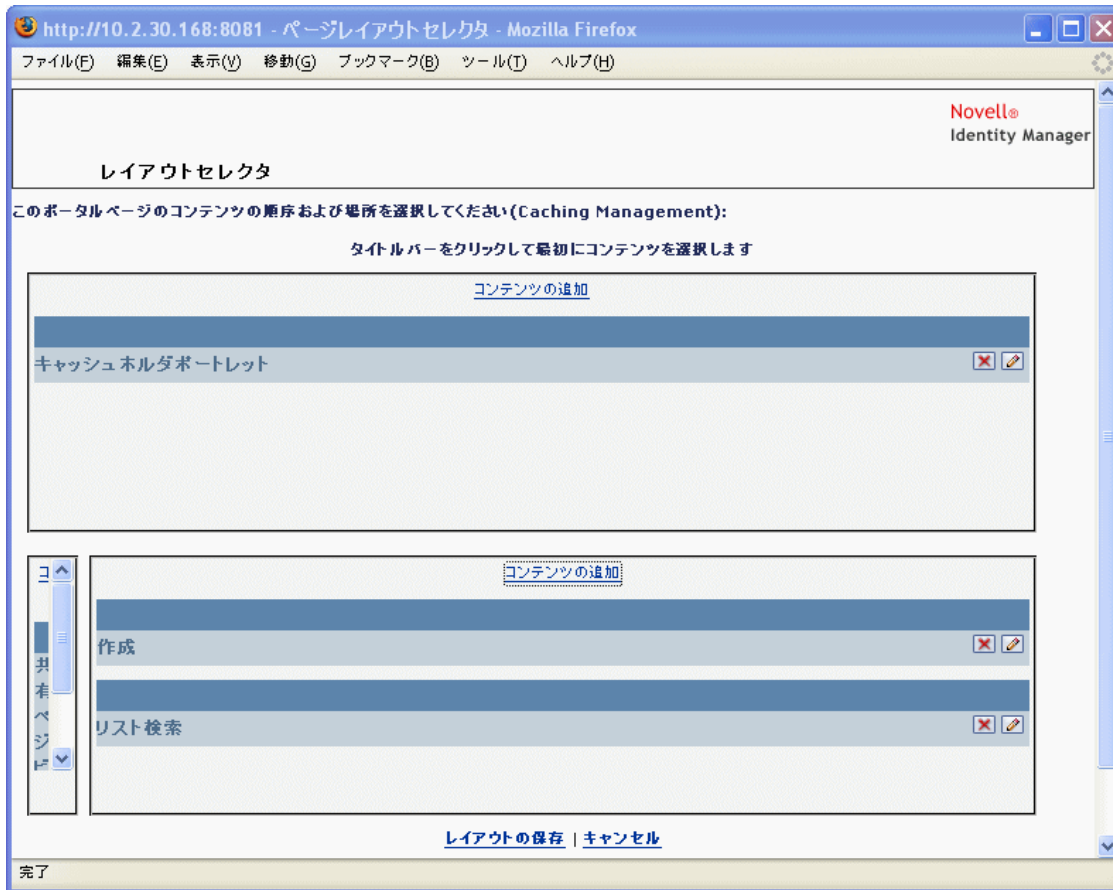 http://10.2.30.168:8081 - ページレイアウトセレクタ - Mozilla Firefox
ファイル(F) 編集(E) 表示(V) 移動(G) ブックマーク(B) ツール(T) ヘルプ(H)
Novell®
Identity Manager
レイアウトセレクタ
このポータルページのコンテンツの順序および場所を選択してください(Caching Management):
タイトルバーをクリックして最初にコンテンツを選択します
コンテンツの追加
キャッシュホルダポートレット
コ
共
有
ペ
ジ
コンテンツの追加
作成
リスト検索
レイアウトの保存 | キャンセル
完了